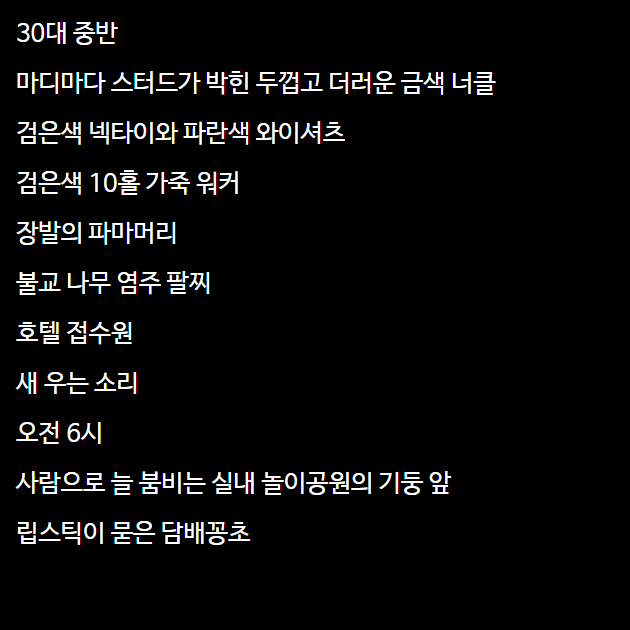 30대 중반
마디마다 스터드가 박힌 두껍고 더러운 금색 너클
검은색 넥타이와 파란색 와이셔츠
검은색 10홀 가죽 워커
장발의 파마머리
불교 나무 염주 팔찌
호텔 접수원
새 우는 소리
오전 6시
사람으로 늘 붐비는 실내 놀이공원의 기둥 앞
립스틱이 묻은 담배꽁초